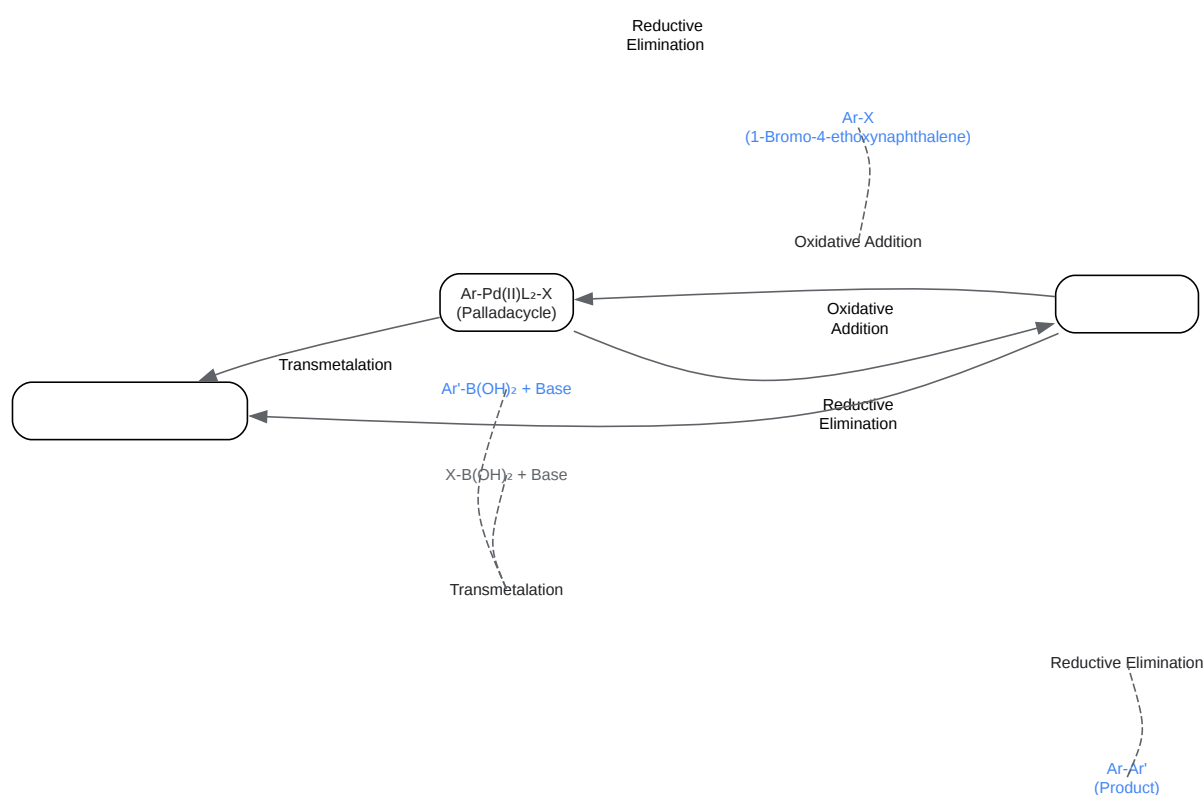 Reductive
Elimination
Ar-X
(1-Bromo-4-ethoxynaphthalene)
Oxidative Addition
Ar-Pd(II)L₂-X
(Palladacycle)
Oxidative
Addition
Transmetalation
Ar'-B(OH)₂ + Base
Reductive
Elimination
X-B(OH)₂ + Base
Transmetalation
Reductive Elimination
Ar-Ar'
(Product)